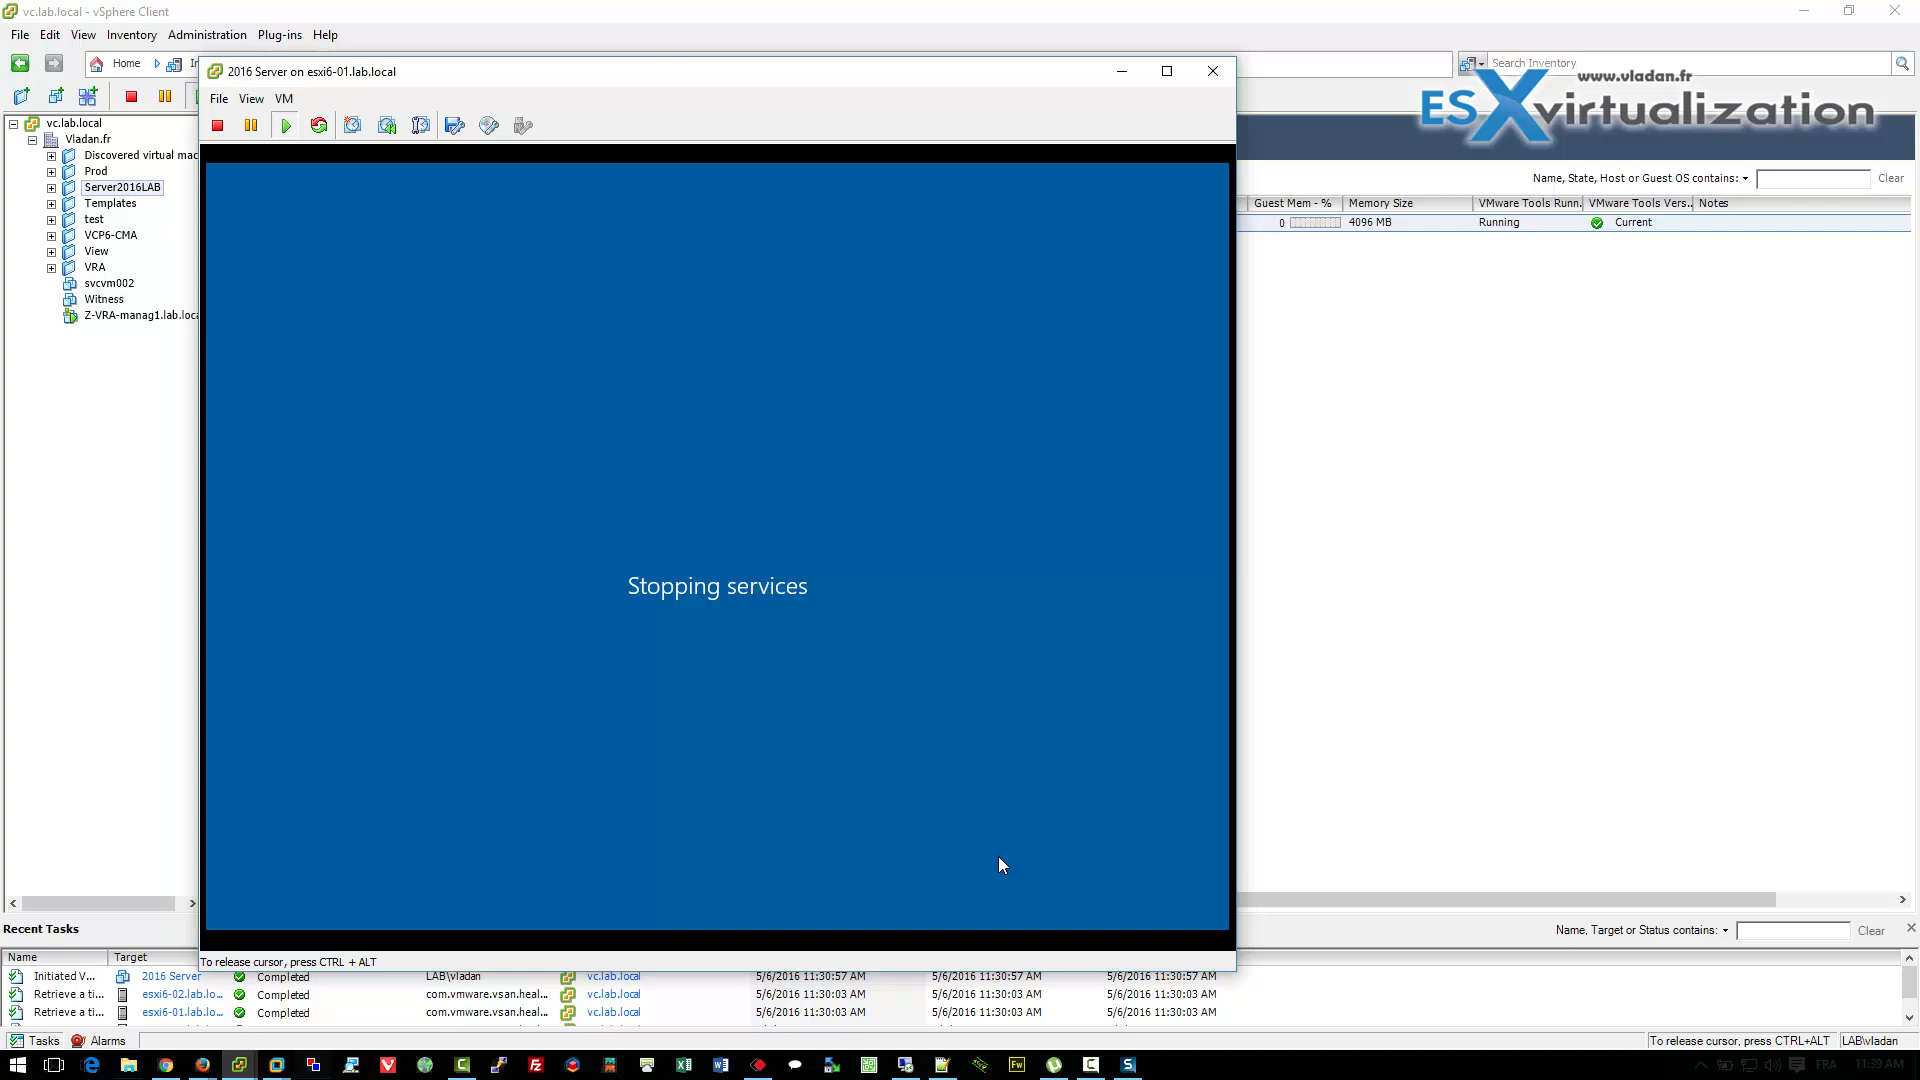 vc.lab.local - vSphere Client
File Edit View Inventory Administration Plug-ins Help
Home
Search Inventory
www.vladan.fr
ESXvirtualization
2016 Server on esxi6-01.lab.local
File View VM
vc.lab.local
Vladan.fr
Discovered virtual mac
Prod
Server2016LAB
Templates
test
VCP6-CMA
View
VRA
svcvm002
Witness
Z-VRA-manag1.lab.loca
Name, State, Host or Guest OS contains: Clear
Guest Mem - % Memory Size VMware Tools Runn... VMware Tools Vers... Notes
0 4096 MB Running Current
Stopping services
To release cursor, press CTRL + ALT
Recent Tasks
Name, Target or Status contains: Clear
Name Target
Initiated V... 2016 Server Completed LAB\vladan vc.lab.local 5/6/2016 11:30:57 AM 5/6/2016 11:30:57 AM 5/6/2016 11:30:57 AM
Retrieve a ti... esxi6-02.lab.lo... Completed com.vmware.vsan.heal... vc.lab.local 5/6/2016 11:30:03 AM 5/6/2016 11:30:03 AM 5/6/2016 11:30:03 AM
Retrieve a ti... esxi6-01.lab.lo... Completed com.vmware.vsan.heal... vc.lab.local 5/6/2016 11:30:03 AM 5/6/2016 11:30:03 AM 5/6/2016 11:30:03 AM
Tasks Alarms
To release cursor, press CTRL+ALT LAB\vladan
FRA 11:39 AM